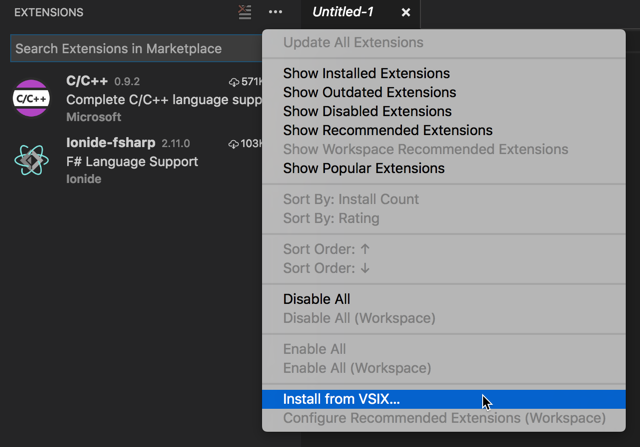 EXTENSIONS
Untitled-1
Search Extensions in Marketplace
C/C++ 0.9.2 571K
C/C++
Complete C/C++ language supp
Microsoft
Ionide-fsharp 2.11.0 103K
F# Language Support
Ionide
Update All Extensions
Show Installed Extensions
Show Outdated Extensions
Show Disabled Extensions
Show Recommended Extensions
Show Workspace Recommended Extensions
Show Popular Extensions
Sort By: Install Count
Sort By: Rating
Sort Order: ↑
Sort Order: ↓
Disable All
Disable All (Workspace)
Enable All
Enable All (Workspace)
Install from VSIX...
Configure Recommended Extensions (Workspace)